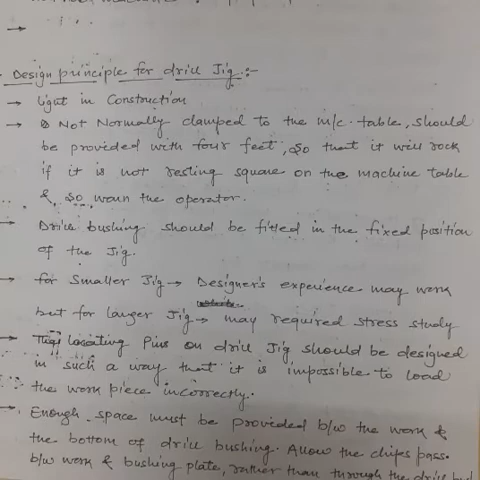 Design principle for drill Jig :-
→ light in Construction
→ Not Normally clamped to the m/c table, should
be provided with four feet, so that it will rock
if it is not resting square on the machine table
& so warn the operator.
→ Drill bushing should be fitted in the fixed position
of the Jig.
→ for Smaller Jig → Designer's experience may work
but for larger Jig → may required stress study
→ The locating Pins on drill Jig should be designed
in such a way that it is impossible to load
the work piece incorrectly.
→ Enough space must be provided b/w the work &
the bottom of drill bushing. Allow the chips pass
b/w work & bushing plate, rather than through the drill